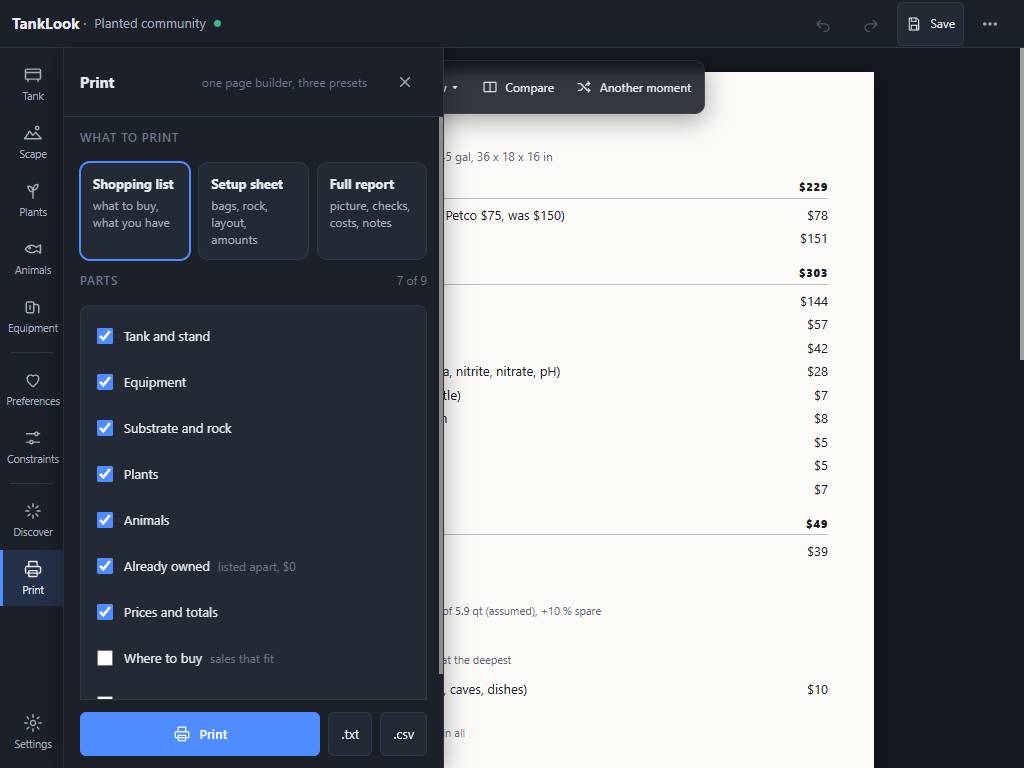 TankLook · Planted community
Save
Tank
Scape
Plants
Animals
Equipment
Preferences
Constraints
Discover
Print
Settings
Print
one page builder, three presets
WHAT TO PRINT
Shopping list
what to buy,
what you have
Setup sheet
bags, rock,
layout,
amounts
Full report
picture, checks,
costs, notes
PARTS
7 of 9
Tank and stand
Equipment
Substrate and rock
Plants
Animals
Already owned listed apart, $0
Prices and totals
Where to buy sales that fit
Print
.txt
.csv
Compare
Another moment
5 gal, 36 x 18 x 16 in
$229
Petco $75, was $150) $78
$151
$303
$144
$57
$42
a, nitrite, nitrate, pH) $28
tle) $7
$8
$5
$5
$7
$49
$39
of 5.9 qt (assumed), +10 % spare
at the deepest
, caves, dishes) $10
in all